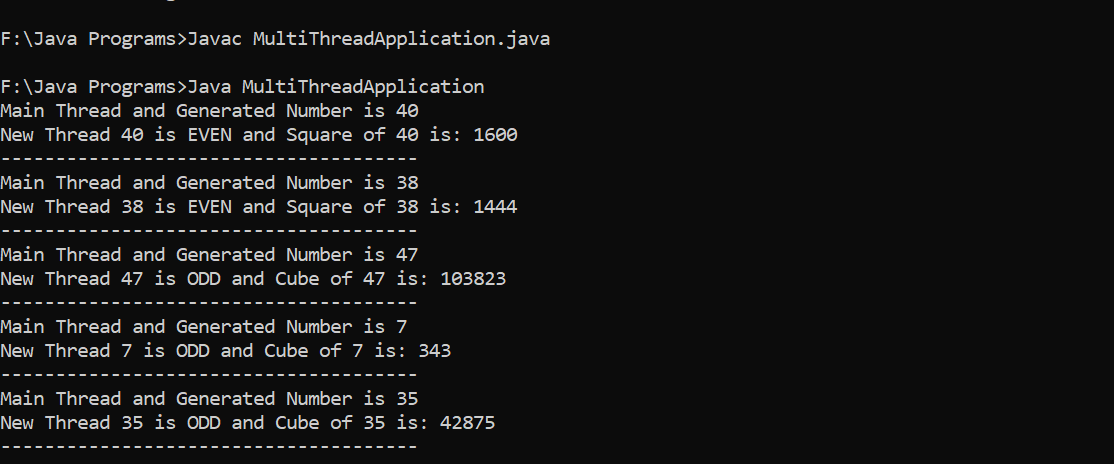 F:\Java Programs>Javac MultiThreadApplication.java
F:\Java Programs>Java MultiThreadApplication
Main Thread and Generated Number is 40
New Thread 40 is EVEN and Square of 40 is: 1600
--------------------------------------
Main Thread and Generated Number is 38
New Thread 38 is EVEN and Square of 38 is: 1444
--------------------------------------
Main Thread and Generated Number is 47
New Thread 47 is ODD and Cube of 47 is: 103823
--------------------------------------
Main Thread and Generated Number is 7
New Thread 7 is ODD and Cube of 7 is: 343
--------------------------------------
Main Thread and Generated Number is 35
New Thread 35 is ODD and Cube of 35 is: 42875
--------------------------------------